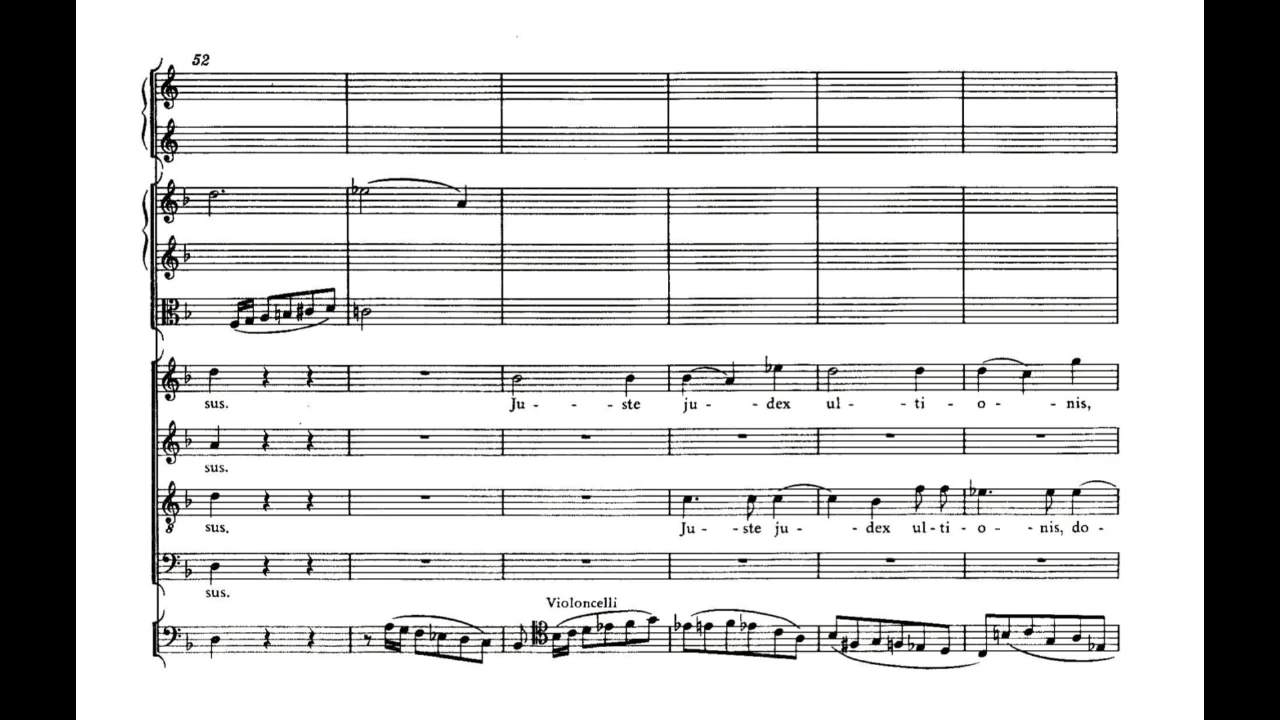 52
sus.
Ju - - - ste ju - - dex ul - - - ti - - o - - nis,
sus.
sus.
Ju - - ste ju - - - dex ul - ti - o - - nis, do -
sus.
Violoncelli